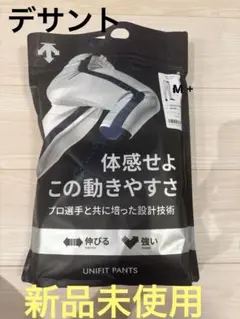 デサント
M+
体感せよ
この動きやすさ
プロ選手と共に培った設計技術
伸びる
強い
UNIFIT PANTS
新品未使用